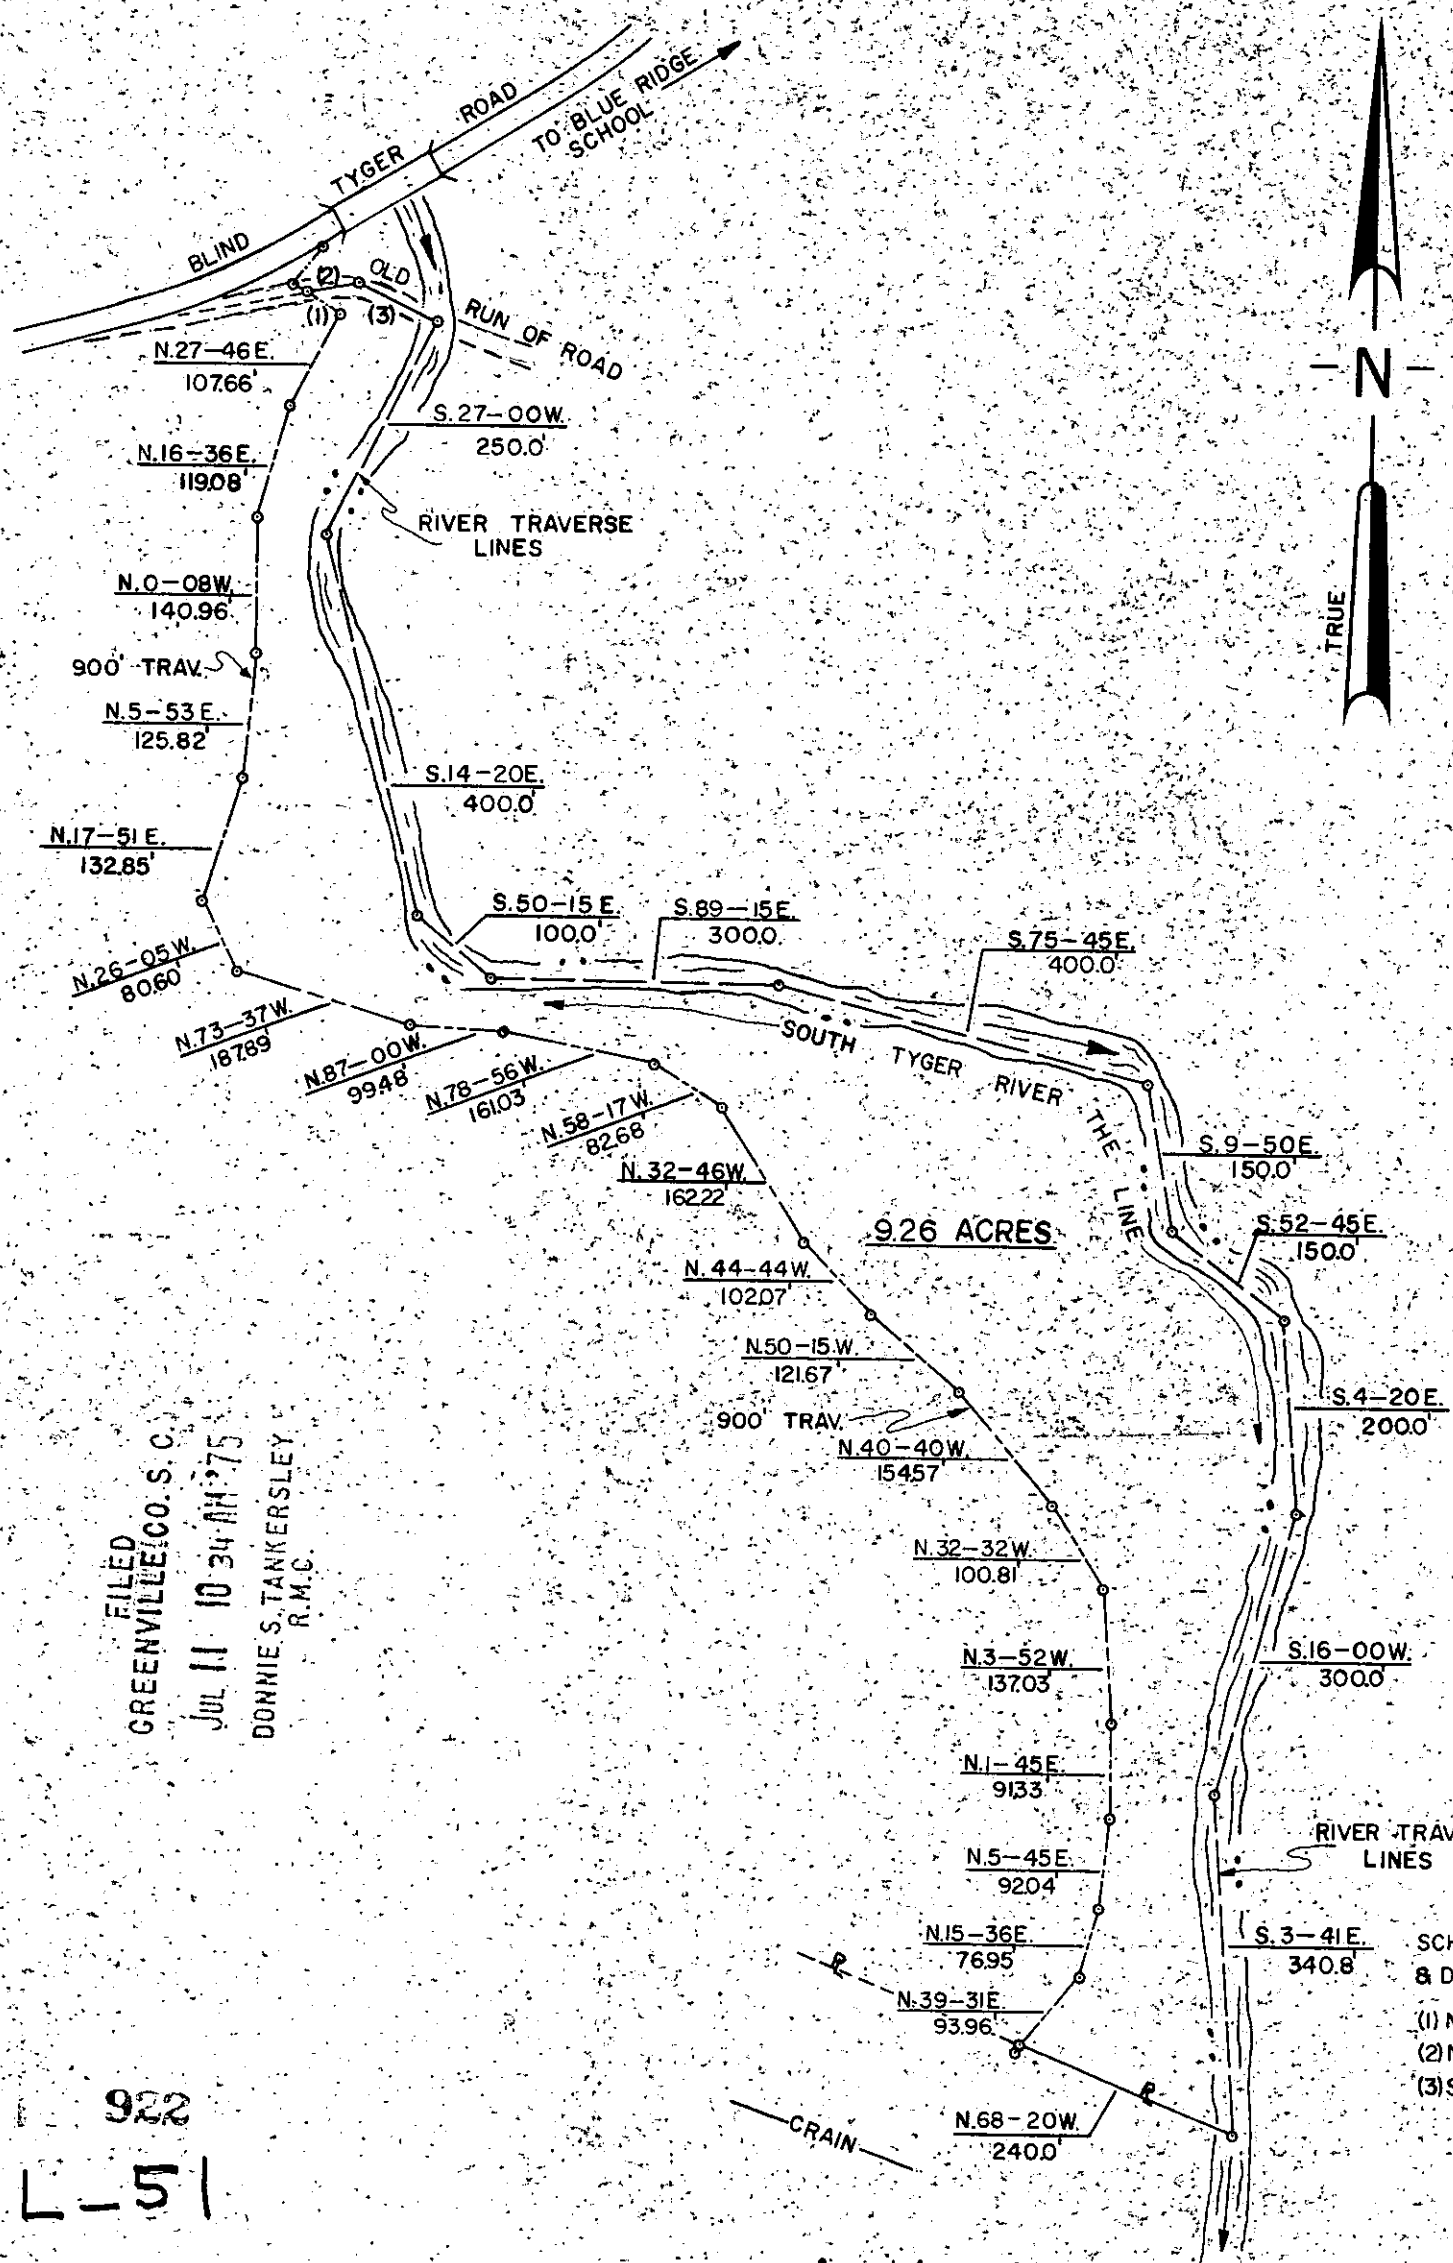 BLIND TYGER ROAD
TO BLUE RIDGE
SCHOOL
OLD RUN OF ROAD
(2)
(1)
(3)
N
TRUE
N.27-46E.
107.66'
N.16-36E.
119.08'
N.0-08W.
140.96'
900' TRAV.
N.5-53E.
125.82'
N.17-51E.
132.85'
N.26-05W.
80.60'
N.73-37W.
187.89'
N.87-00W.
99.48'
N.78-56W.
161.03'
N.58-17W.
82.68'
N.32-46W.
162.22'
N.44-44W.
102.07'
N.50-15W.
121.67'
900' TRAV.
N.40-40W.
154.57'
N.32-32W.
100.81'
N.3-52W.
137.03'
N.1-45E.
91.33'
N.5-45E.
92.04'
N.15-36E.
76.95'
N.39-31E.
93.96'
N.68-20W.
240.0'
S.27-00W.
250.0'
RIVER TRAVERSE
LINES
S.14-20E.
400.0'
S.50-15E.
100.0'
S.89-15E.
300.0'
S.75-45E.
400.0'
SOUTH TYGER RIVER THE LINE
S.9-50E.
150.0'
S.52-45E.
150.0'
9.26 ACRES
S.4-20E.
200.0'
S.16-00W.
300.0'
RIVER TRAV
LINES
S.3-41E.
340.8'
SCH
& D
(1) N
(2) N
(3) S
CRAIN
FILED
GREENVILLE CO. S. C.
JUL 11 10 34 AM '75
DONNIE S. TANKERSLEY
R.M.C.
922
L-51